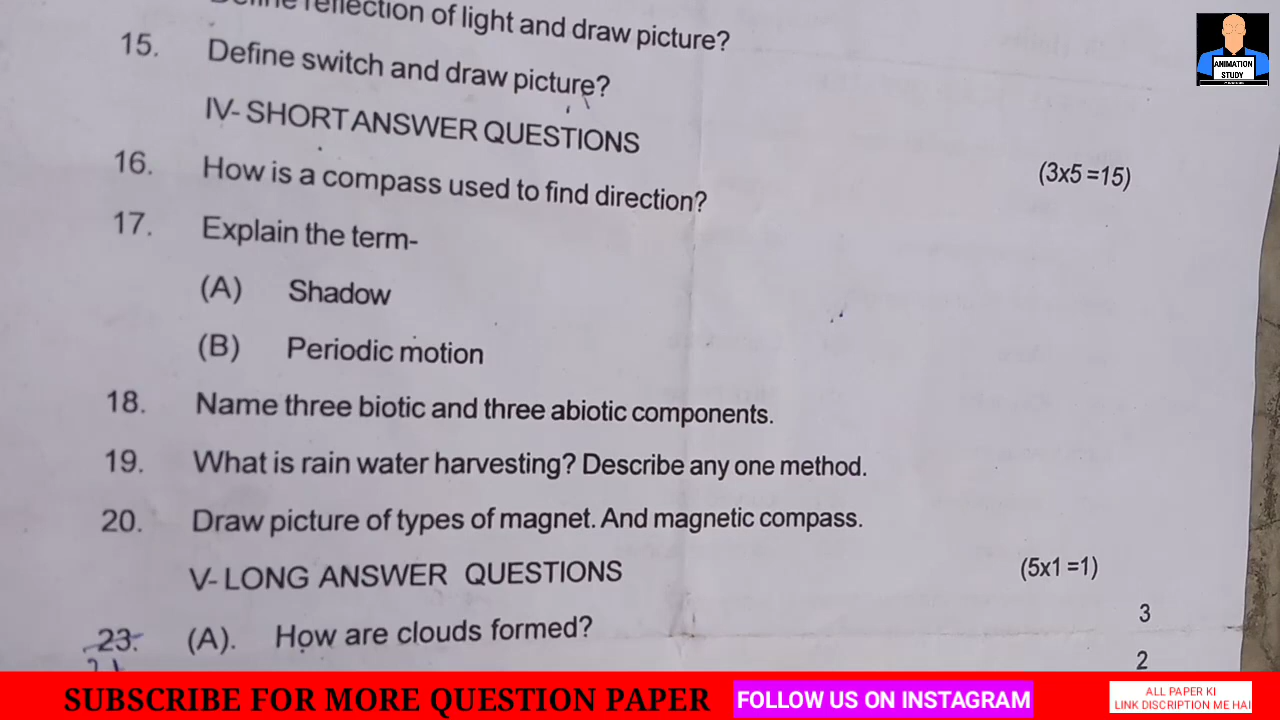 reflection of light and draw picture?
15. Define switch and draw picture?
IV- SHORT ANSWER QUESTIONS (3x5 =15)
16. How is a compass used to find direction?
17. Explain the term-
(A) Shadow
(B) Periodic motion
18. Name three biotic and three abiotic components.
19. What is rain water harvesting? Describe any one method.
20. Draw picture of types of magnet. And magnetic compass.
V- LONG ANSWER QUESTIONS (5x1 =1)
23. (A). How are clouds formed? 3
2
ANIMATION
STUDY
SUBSCRIBE FOR MORE QUESTION PAPER
FOLLOW US ON INSTAGRAM
ALL PAPER KI
LINK DISCRIPTION ME HAI